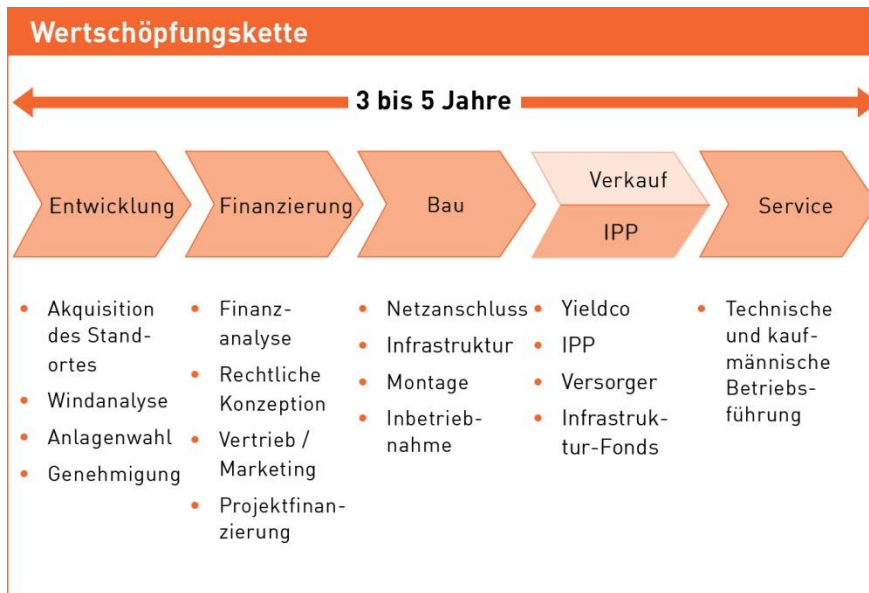 Wertschöpfungskette
3 bis 5 Jahre
Entwicklung
Finanzierung
Bau
Verkauf
IPP
Service
• Akquisition
des Stand-
ortes
• Windanalyse
• Anlagenwahl
• Genehmigung
• Finanz-
analyse
• Rechtliche
Konzeption
• Vertrieb /
Marketing
• Projektfinan-
zierung
• Netzanschluss
• Infrastruktur
• Montage
• Inbetrieb-
nahme
• Yieldco
• IPP
• Versorger
• Infrastruk-
tur-Fonds
• Technische
und kauf-
männische
Betriebs-
führung